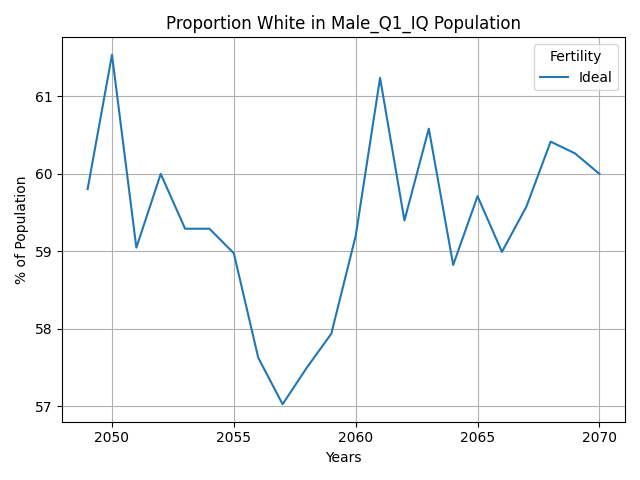 Proportion White in Male_Q1_IQ Population
Fertility
Ideal
% of Population
61
60
59
58
57
2050 2055 2060 2065 2070
Years